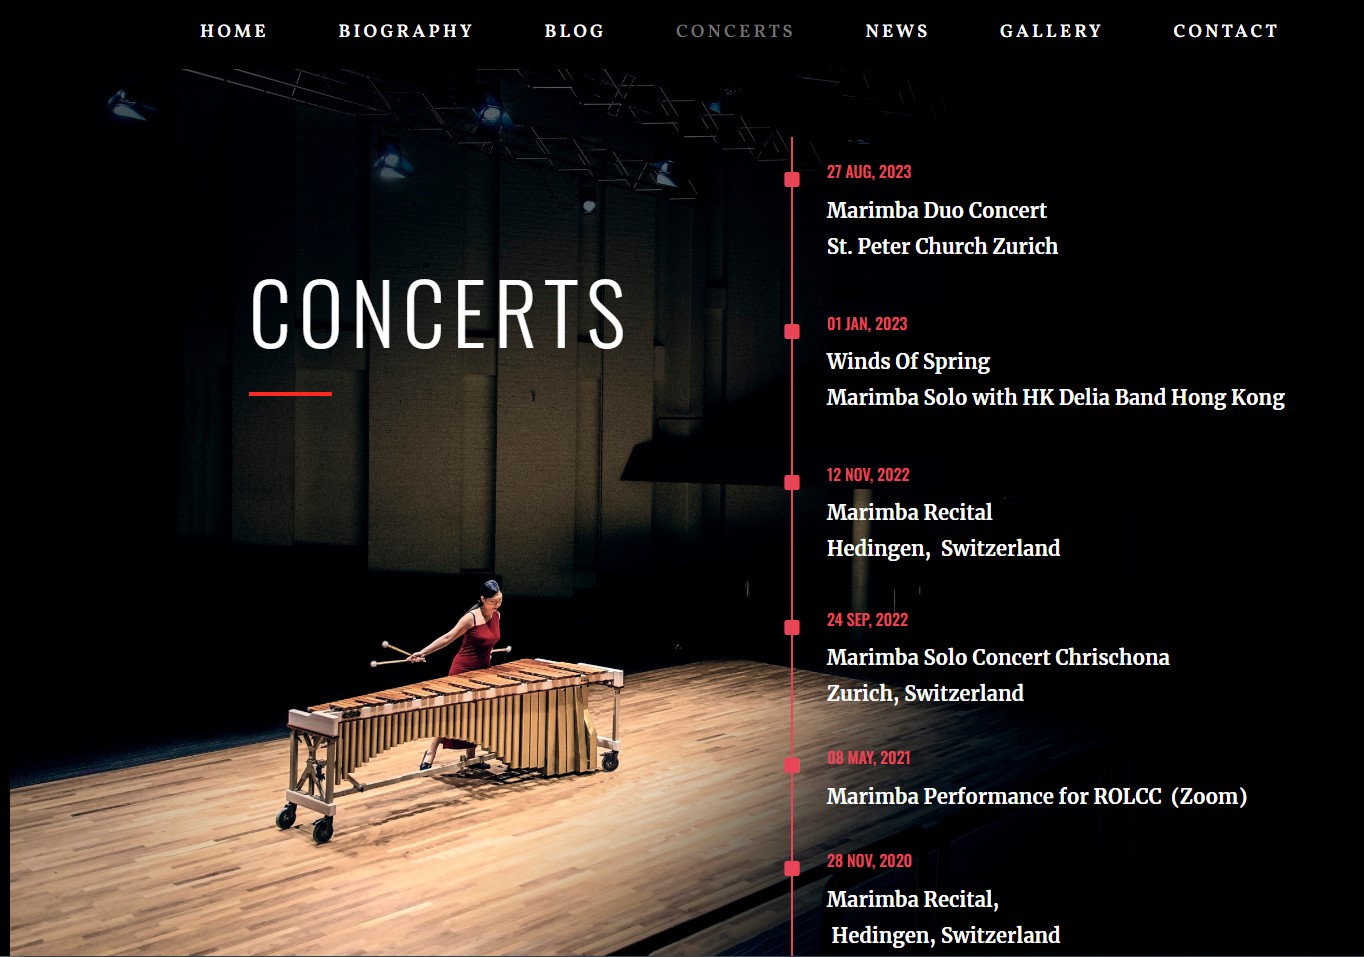 HOME BIOGRAPHY BLOG CONCERTS NEWS GALLERY CONTACT
CONCERTS
27 AUG, 2023
Marimba Duo Concert
St. Peter Church Zurich
01 JAN, 2023
Winds Of Spring
Marimba Solo with HK Delia Band Hong Kong
12 NOV, 2022
Marimba Recital
Hedingen,  Switzerland
24 SEP, 2022
Marimba Solo Concert Chrischona
Zurich, Switzerland
08 MAY, 2021
Marimba Performance for ROLCC  (Zoom)
28 NOV, 2020
Marimba Recital,
Hedingen, Switzerland